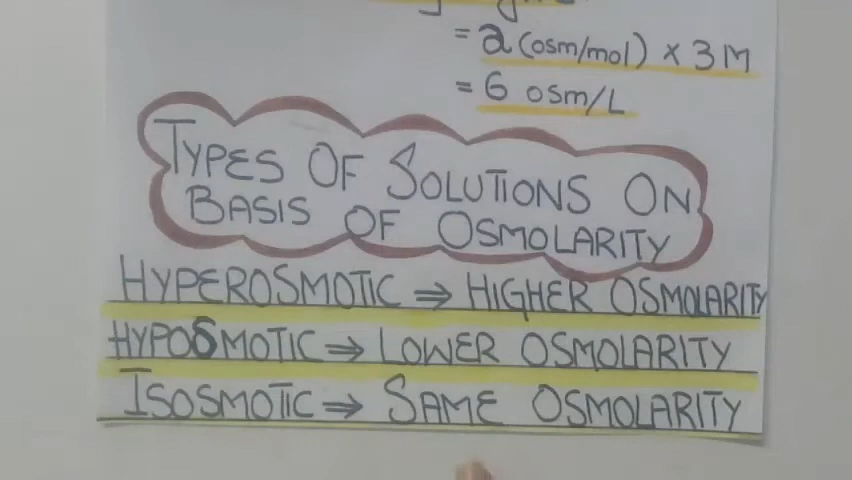 = 2 (osm/mol) × 3 M
= 6 osm/L
TYPES OF SOLUTIONS ON
BASIS OF OSMOLARITY
HYPEROSMOTIC ⇒ HIGHER OSMOLARITY
HYPOSMOTIC ⇒ LOWER OSMOLARITY
ISOSMOTIC ⇒ SAME OSMOLARITY